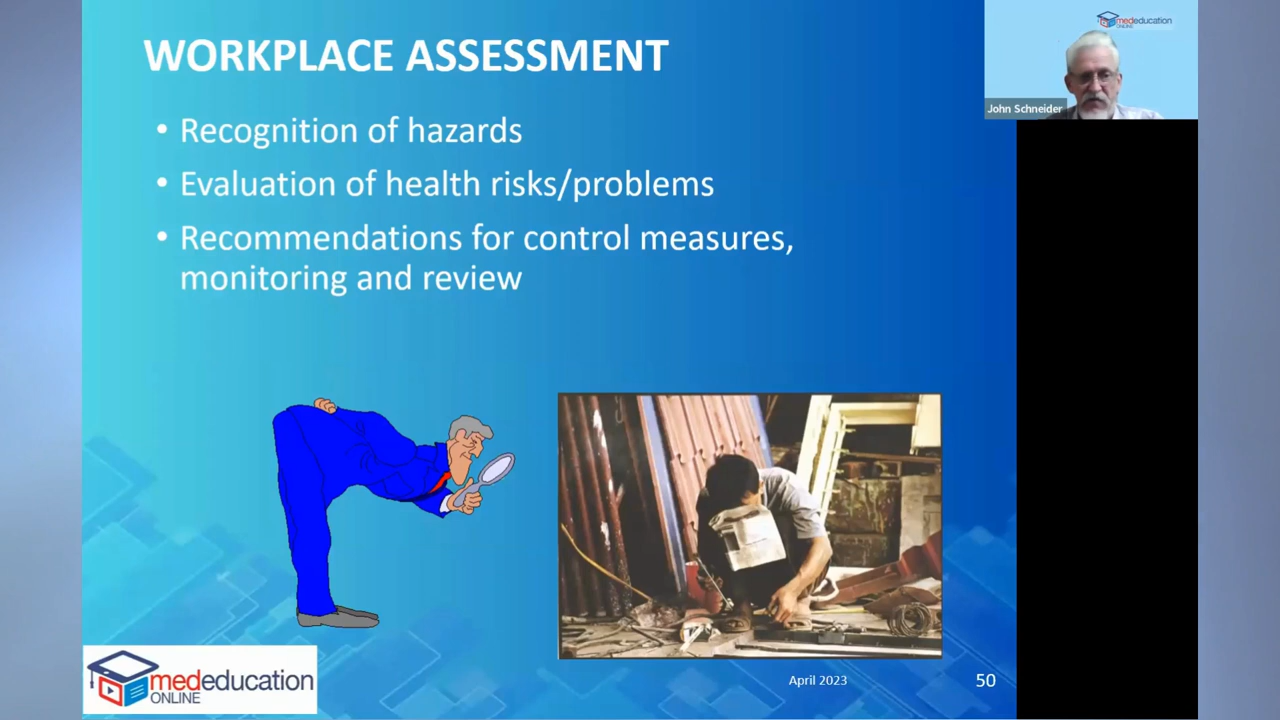 WORKPLACE ASSESSMENT
• Recognition of hazards
• Evaluation of health risks/problems
• Recommendations for control measures,
monitoring and review
mededucation
ONLINE
April 2023
50
mededucation
ONLINE
John Schneider